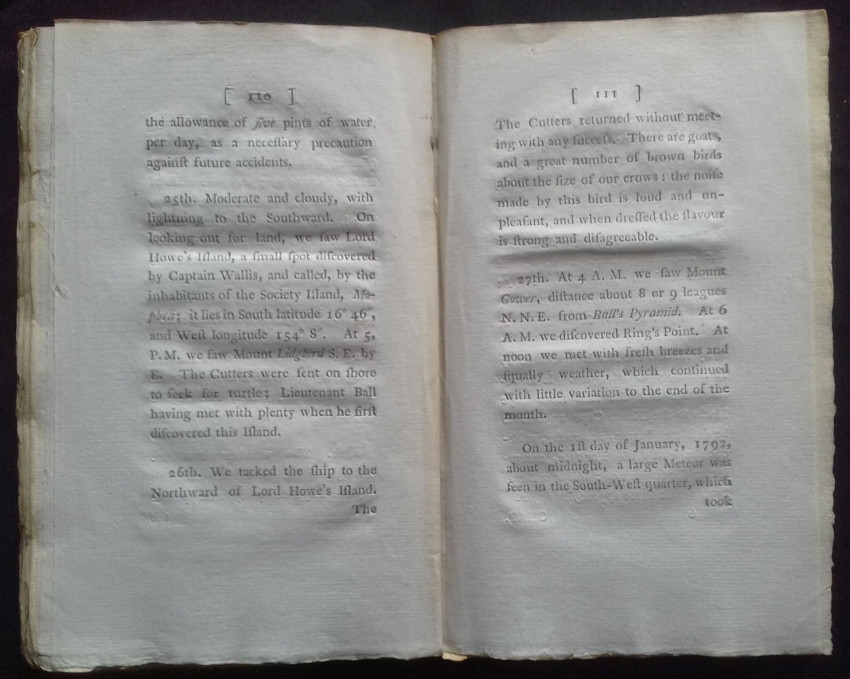 [ 110 ]
the allowance of five pints of water
per day, as a necessary precaution
againſt future accidents.
25th. Moderate and cloudy, with
lightning to the Southward. On
looking out for land, we ſaw Lord
Howe's Iſland, a ſmall ſpot diſcovered
by Captain Wallis, and called, by the
inhabitants of the Society Iſland, Mo-
it lies in South latitude 16° 46′,
and Weſt longitude 154° 8″. At 5,
P. M. we ſaw Mount Lidgbird S. E. by
E. The Cutters were ſent on ſhore
to ſeek for turtle; Lieutenant Ball
having met with plenty when he firſt
diſcovered this Iſland.
26th. We tacked the ſhip to the
Northward of Lord Howe's Iſland.
The
[ 111 ]
The Cutters returned without meet-
ing with any ſucceſs. There are goats,
and a great number of brown birds
about the ſize of our crows: the noiſe
made by this bird is loud and un-
pleaſant, and when dreſſed the flavour
is ſtrong and diſagreeable.
27th. At 4 A. M. we ſaw Mount
Gower, diſtance about 8 or 9 leagues
N. N. E. from Ball's Pyramid. At 6
A. M. we diſcovered Ring's Point. At
noon we met with freſh breezes and
ſqually weather, which continued
with little variation to the end of the
month.
On the 1ſt day of January, 1792,
about midnight, a large Meteor was
ſeen in the South-Weſt quarter, which
took